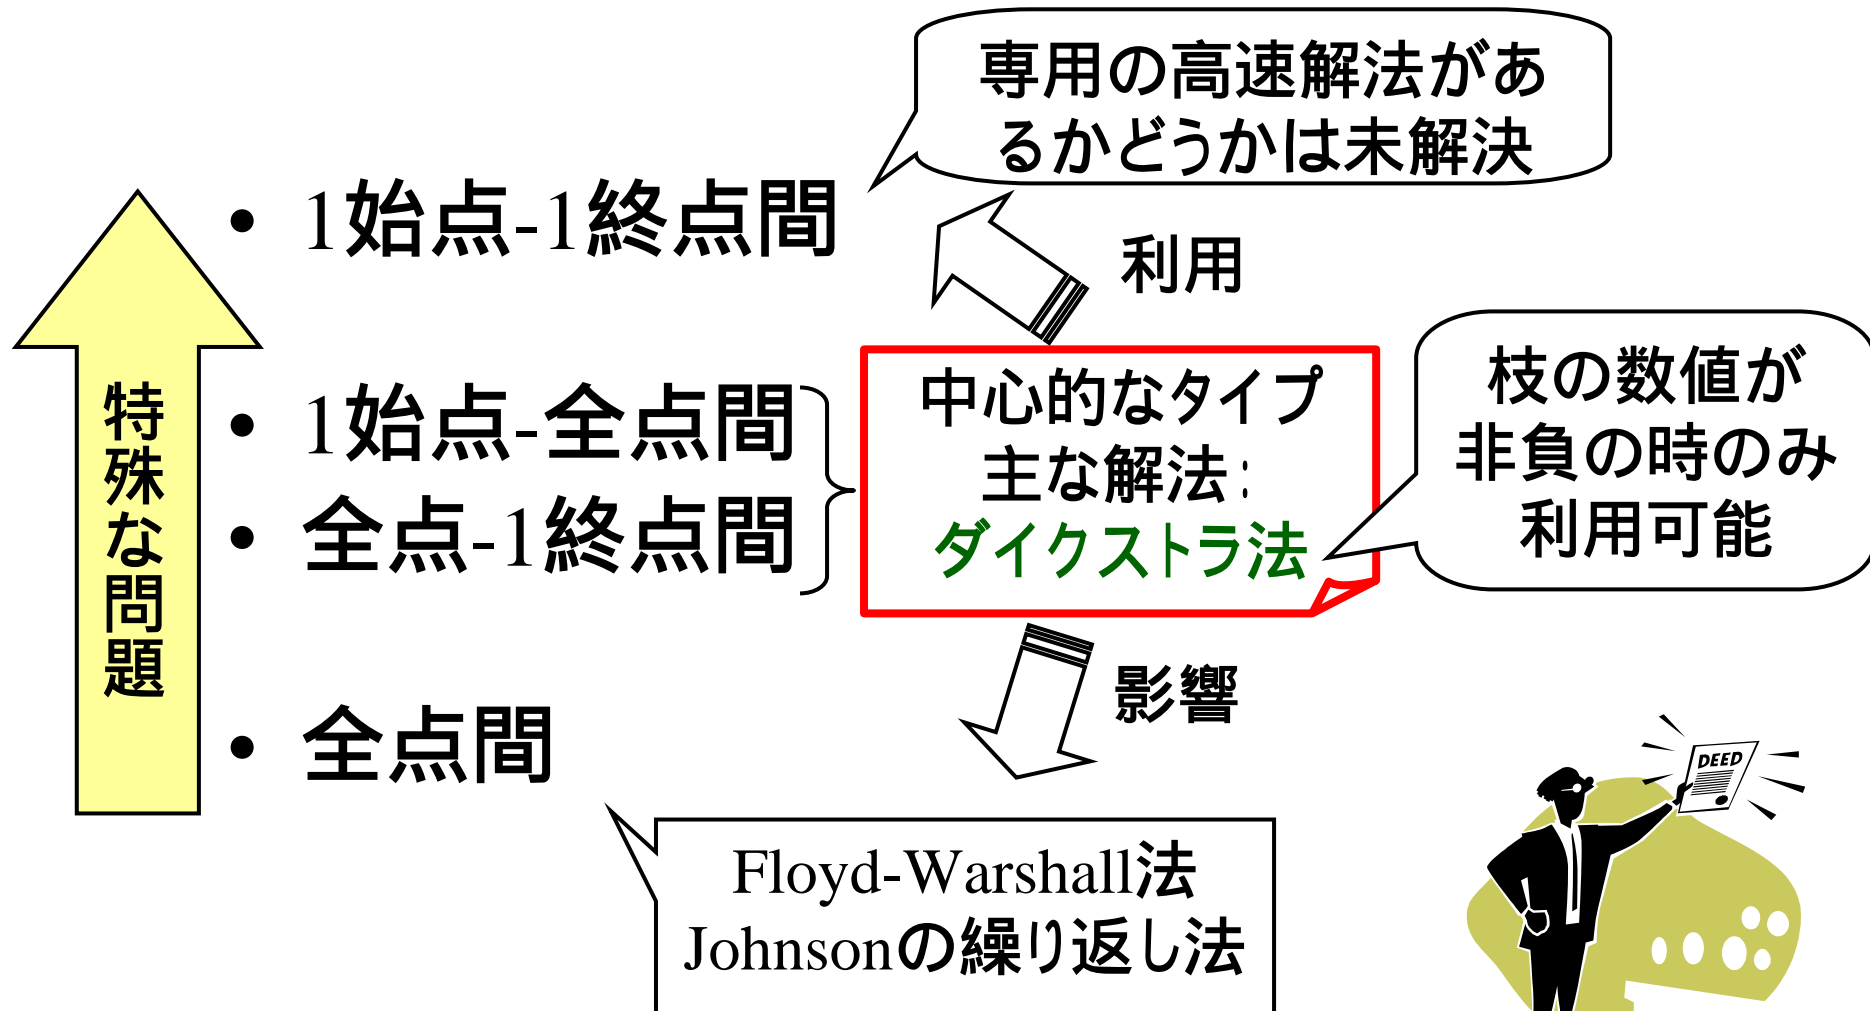 専用の高速解法があ
るかどうかは未解決
• 1始点-1終点間
利用
特殊な問題
• 1始点-全点間
• 全点-1終点間
中心的なタイプ
主な解法:
ダイクストラ法
枝の数値が
非負の時のみ
利用可能
影響
• 全点間
DEED
Floyd-Warshall法
Johnsonの繰り返し法